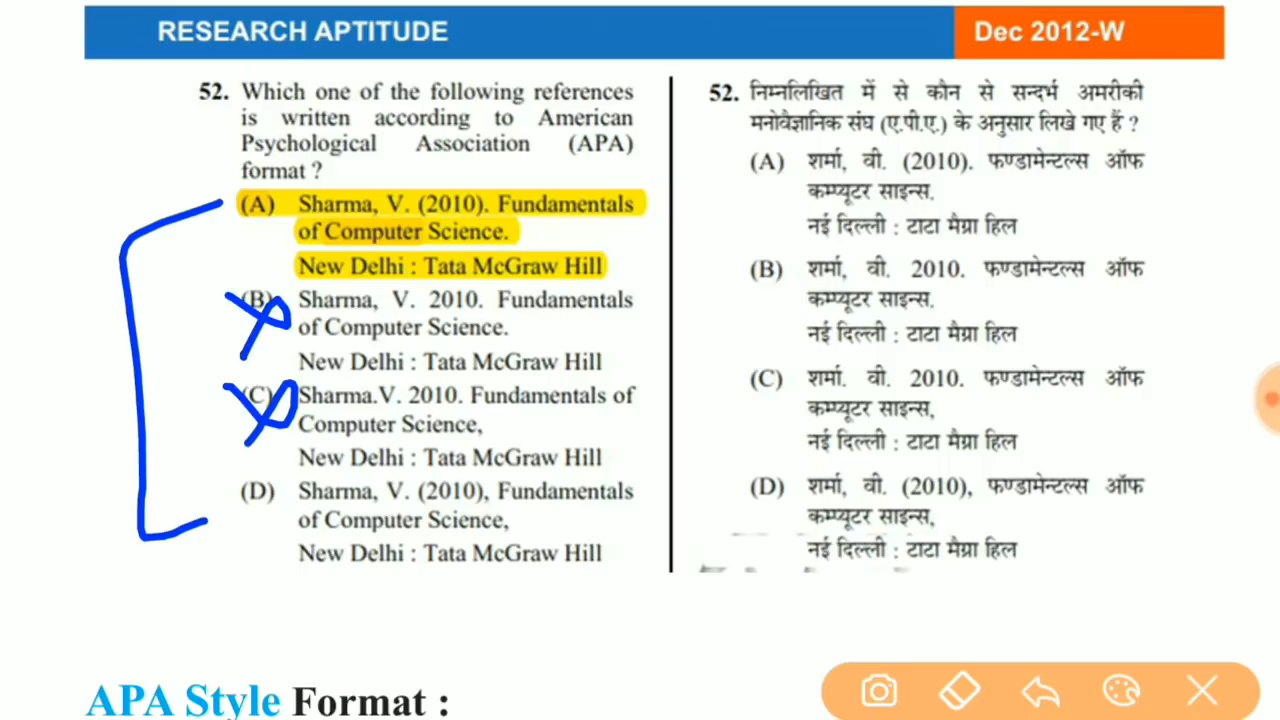 RESEARCH APTITUDE
Dec 2012-W
52. Which one of the following references
is written according to American
Psychological Association (APA)
format ?
(A) Sharma, V. (2010). Fundamentals
of Computer Science.
New Delhi : Tata McGraw Hill
(B) Sharma, V. 2010. Fundamentals
of Computer Science.
New Delhi : Tata McGraw Hill
(C) Sharma.V. 2010. Fundamentals of
Computer Science,
New Delhi : Tata McGraw Hill
(D) Sharma, V. (2010), Fundamentals
of Computer Science,
New Delhi : Tata McGraw Hill
52. निम्नलिखित में से कौन से सन्दर्भ अमरीकी
मनोवैज्ञानिक संघ (ए.पी.ए.) के अनुसार लिखे गए हैं ?
(A) शर्मा, वी. (2010). फण्डामेन्टल्स ऑफ
कम्प्यूटर साइन्स.
नई दिल्ली : टाटा मैग्रा हिल
(B) शर्मा, वी. 2010. फण्डामेन्टल्स ऑफ
कम्प्यूटर साइन्स.
नई दिल्ली : टाटा मैग्रा हिल
(C) शर्मा. वी. 2010. फण्डामेन्टल्स ऑफ
कम्प्यूटर साइन्स,
नई दिल्ली : टाटा मैग्रा हिल
(D) शर्मा, वी. (2010), फण्डामेन्टल्स ऑफ
कम्प्यूटर साइन्स,
नई दिल्ली : टाटा मैग्रा हिल
APA Style Format :